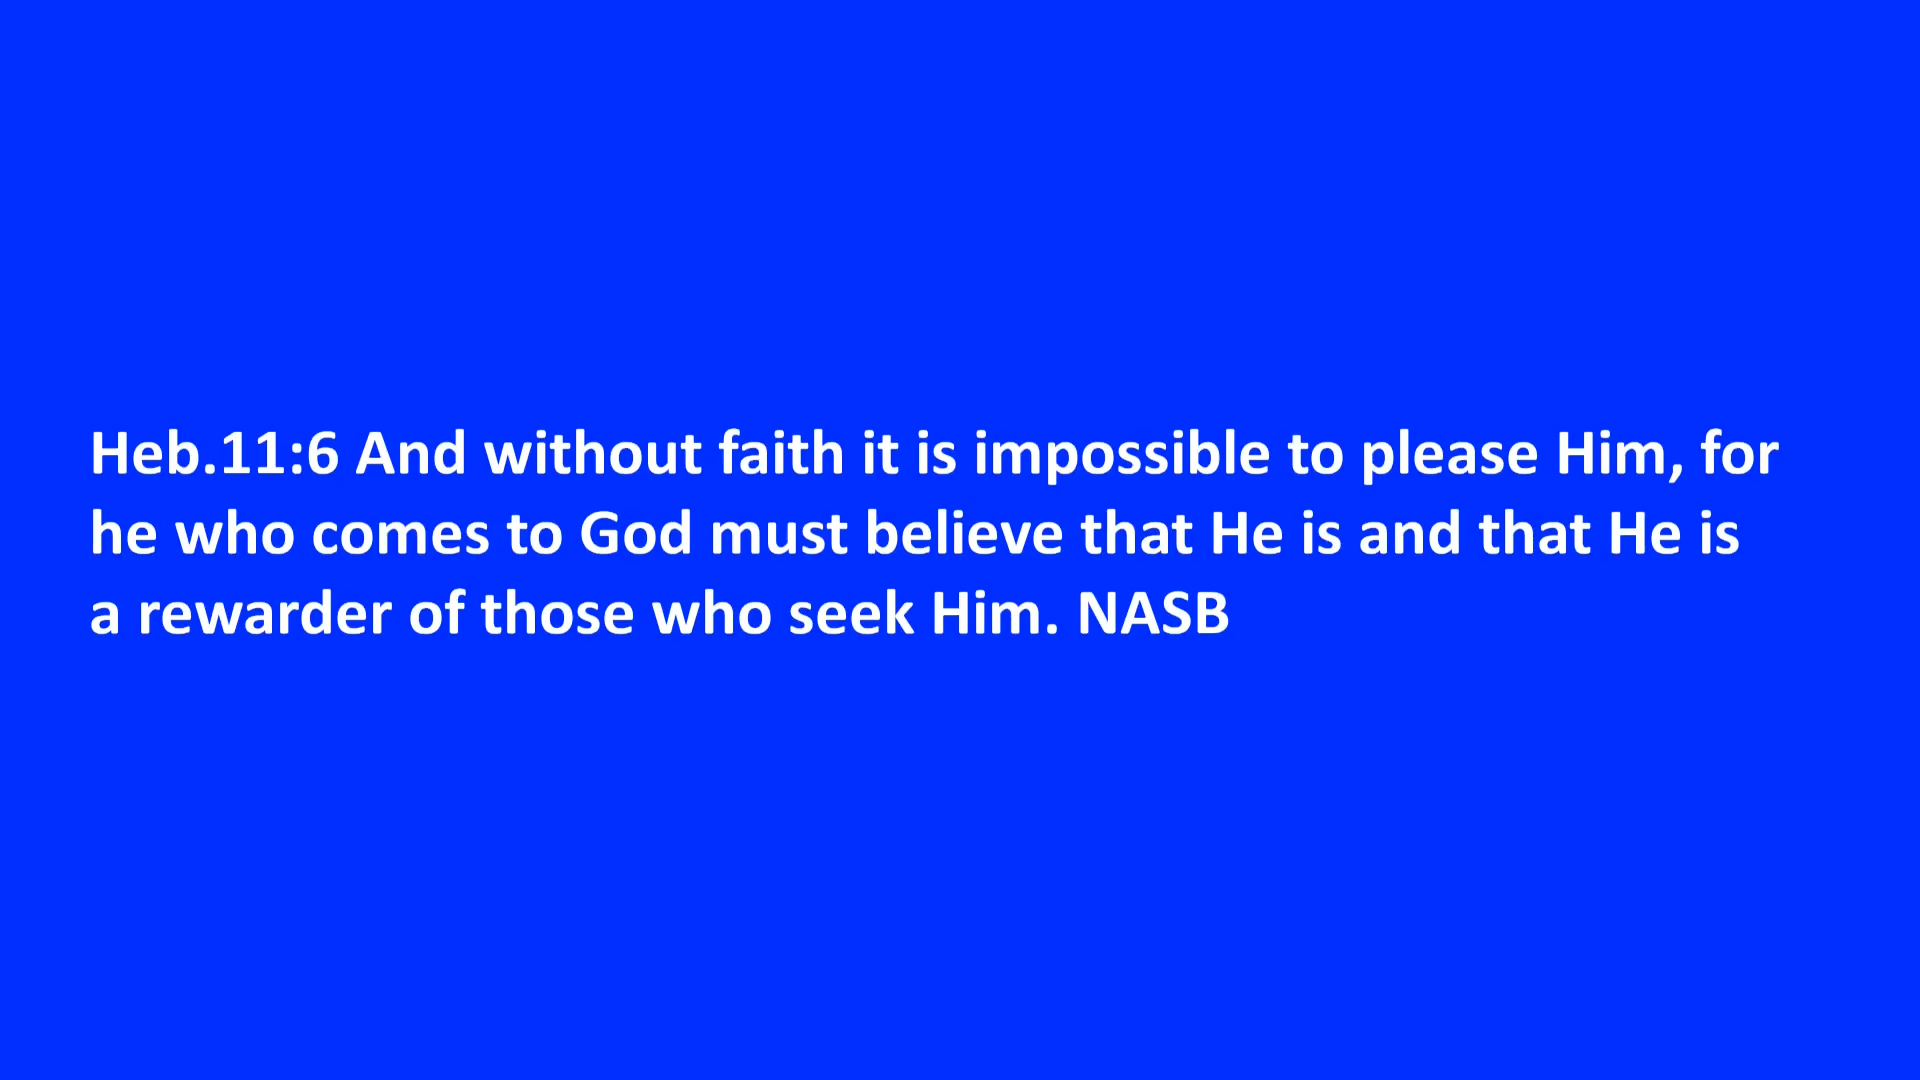 Heb.11:6 And without faith it is impossible to please Him, for
he who comes to God must believe that He is and that He is
a rewarder of those who seek Him. NASB